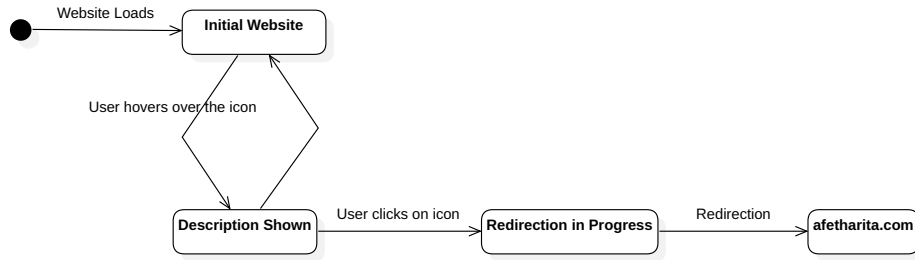 Website Loads
Initial Website
User hovers over the icon
Description Shown
User clicks on icon
Redirection in Progress
Redirection
afetharita.com